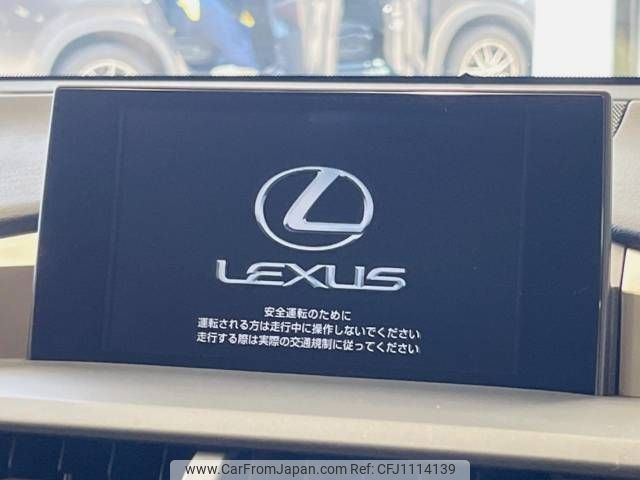 LEXUS
安全運転のために
運転される方は走行中に操作しないでください
走行する際は実際の交通規制に従ってください
www.CarFromJapan.com | CFJ1114139